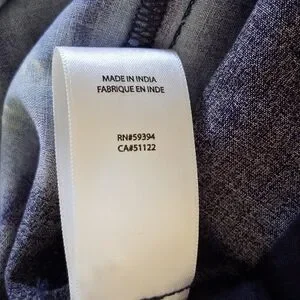 MADE IN INDIA
FABRIQUE EN INDE
RN#59394
CA#51122